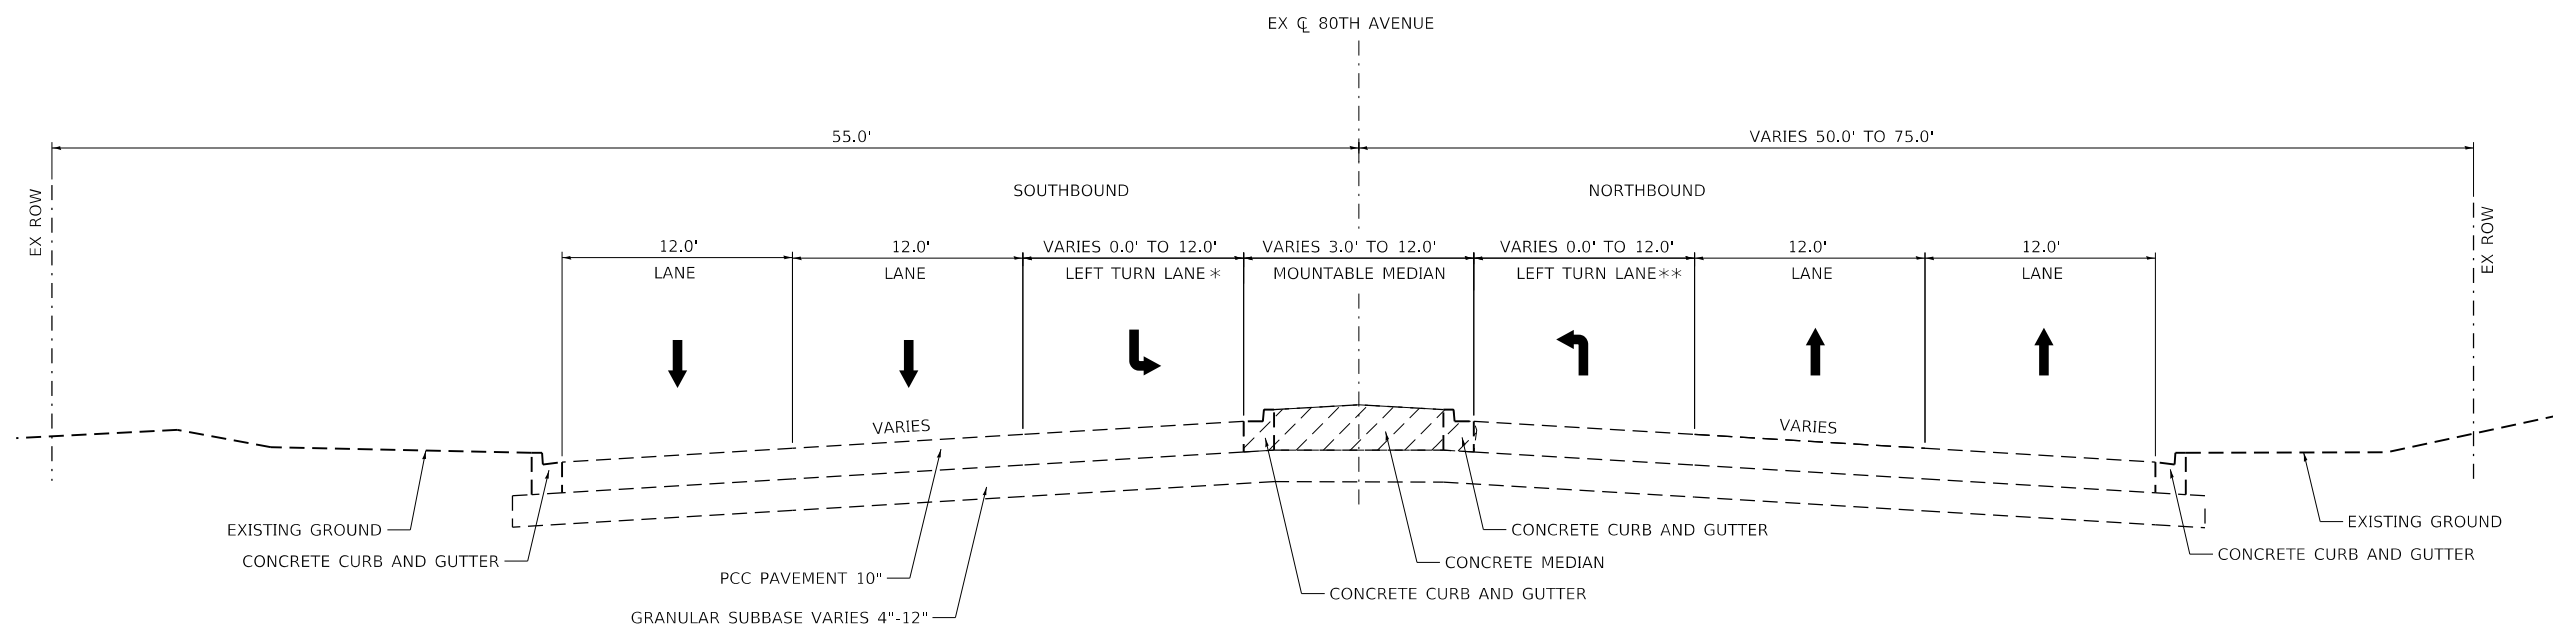 EX ℄ 80TH AVENUE
55.0'
VARIES 50.0' TO 75.0'
EX ROW
SOUTHBOUND
NORTHBOUND
EX ROW
12.0'
12.0'
VARIES 0.0' TO 12.0'
VARIES 3.0' TO 12.0'
VARIES 0.0' TO 12.0'
12.0'
12.0'
LANE
LANE
LEFT TURN LANE*
MOUNTABLE MEDIAN
LEFT TURN LANE**
LANE
LANE
VARIES
VARIES
EXISTING GROUND
CONCRETE CURB AND GUTTER
PCC PAVEMENT 10"
GRANULAR SUBBASE VARIES 4"-12"
CONCRETE CURB AND GUTTER
CONCRETE MEDIAN
CONCRETE CURB AND GUTTER
EXISTING GROUND
CONCRETE CURB AND GUTTER